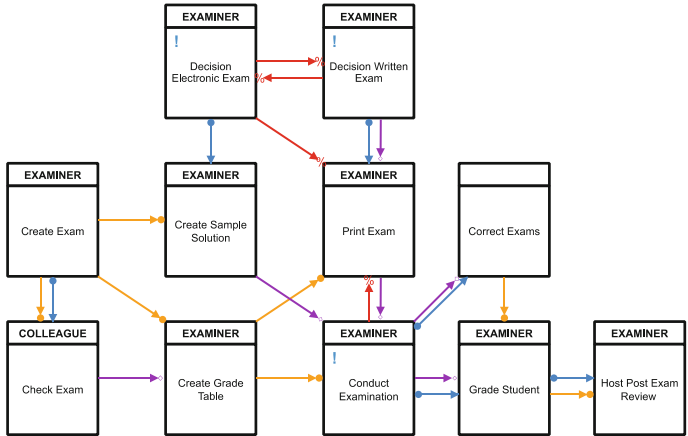 EXAMINER
EXAMINER
!
Decision
Electronic Exam
!
Decision Written
Exam
%
%
%
EXAMINER
EXAMINER
EXAMINER
Create Exam
Create Sample
Solution
Print Exam
Correct Exams
%
COLLEAGUE
EXAMINER
EXAMINER
EXAMINER
EXAMINER
Check Exam
Create Grade
Table
!
Conduct
Examination
Grade Student
Host Post Exam
Review